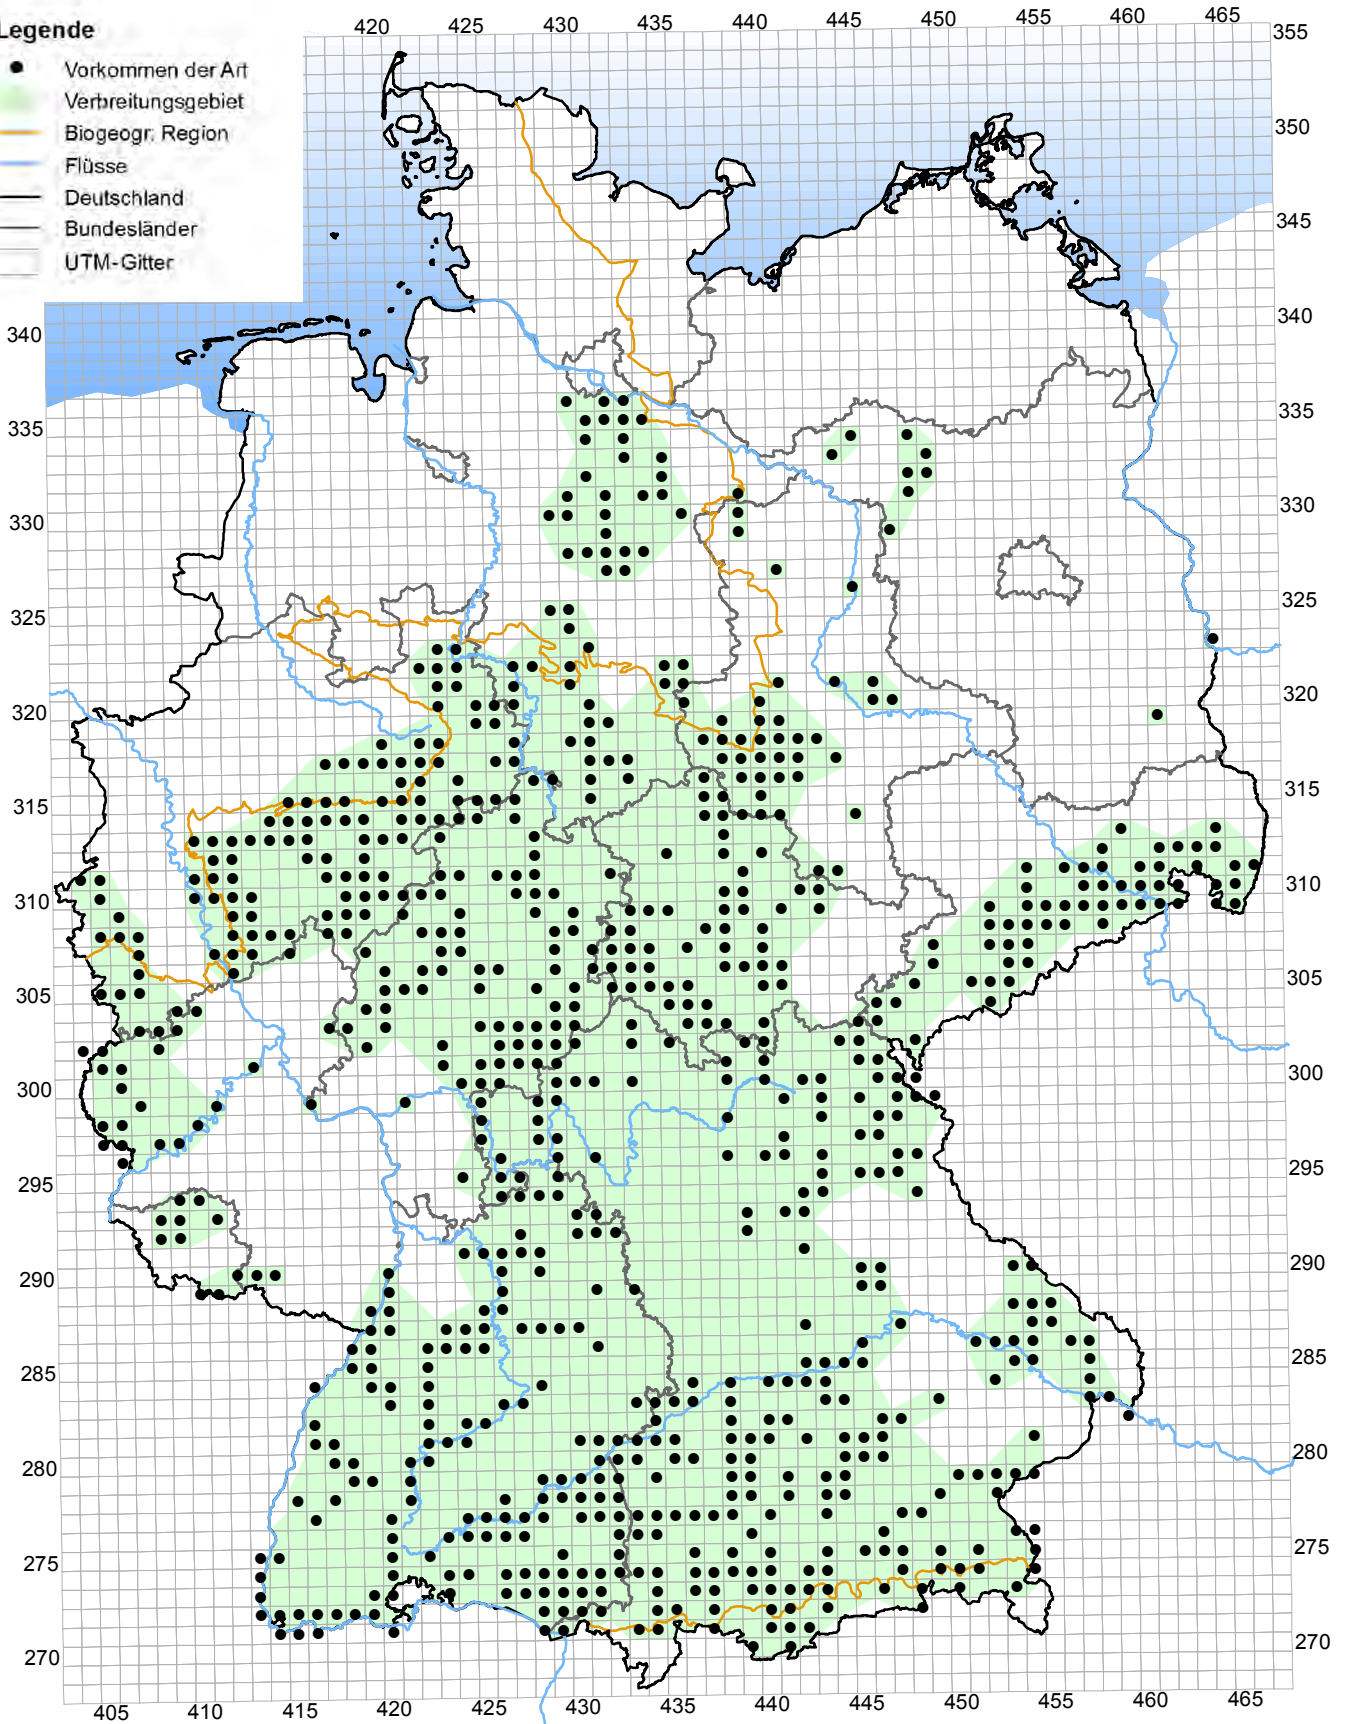 Legende
Vorkommen der Art
Verbreitungsgebiet
Biogeogr. Region
Flüsse
Deutschland
Bundesländer
UTM-Gitter
420 425 430 435 440 445 450 455 460 465
355
350
345
340 340
335 335
330 330
325 325
320 320
315 315
310 310
305 305
300 300
295 295
290 290
285 285
280 280
275 275
270 270
405 410 415 420 425 430 435 440 445 450 455 460 465